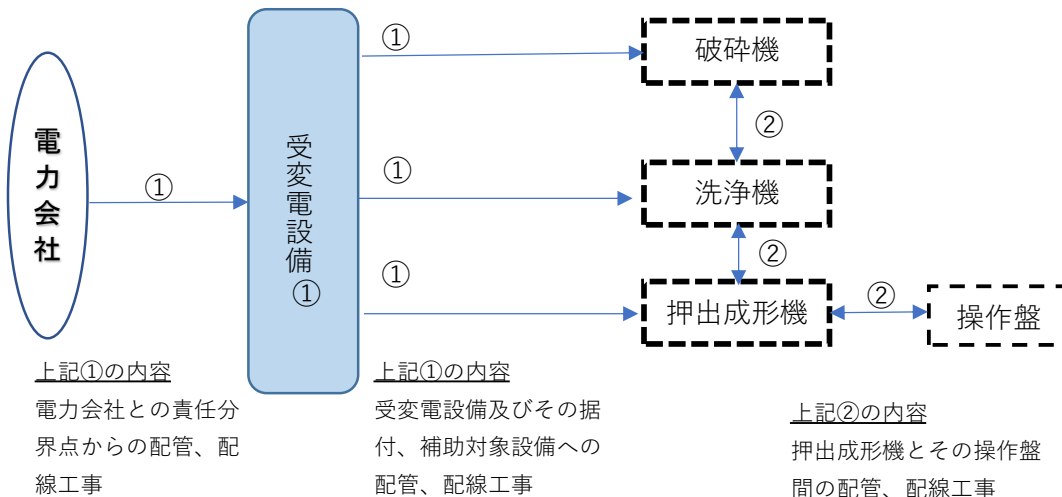 電力会社
①
受変電設備
①
①
①
①
破砕機
②
洗浄機
②
押出成形機
②
操作盤
上記①の内容
電力会社との責任分
界点からの配管、配
線工事
上記①の内容
受変電設備及びその据
付、補助対象設備への
配管、配線工事
上記②の内容
押出成形機とその操作盤
間の配管、配線工事